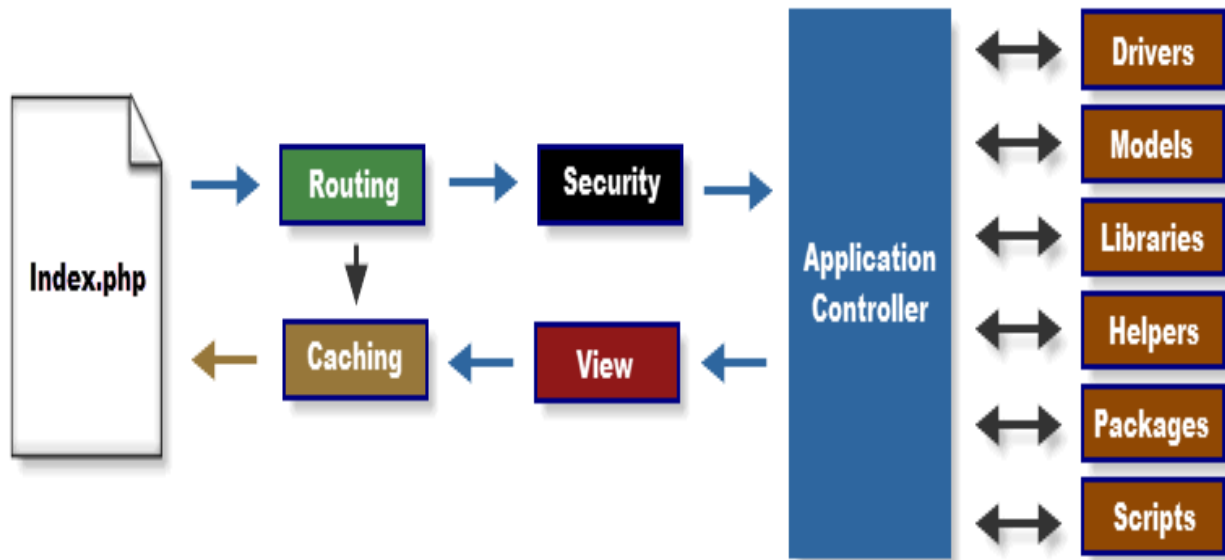 Index.php
Routing
Security
Caching
View
Application
Controller
Drivers
Models
Libraries
Helpers
Packages
Scripts